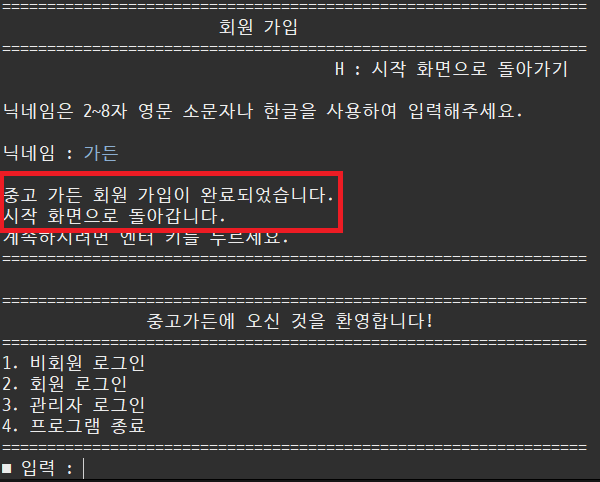 ======================================================================
회원 가입
======================================================================
H : 시작 화면으로 돌아가기
닉네임은 2~8자 영문 소문자나 한글을 사용하여 입력해주세요.
닉네임 : 가든
중고 가든 회원 가입이 완료되었습니다.
시작 화면으로 돌아갑니다.
계속하시려면 엔터 키를 누르세요.
======================================================================
======================================================================
중고가든에 오신 것을 환영합니다!
======================================================================
1. 비회원 로그인
2. 회원 로그인
3. 관리자 로그인
4. 프로그램 종료
======================================================================
■ 입력 :